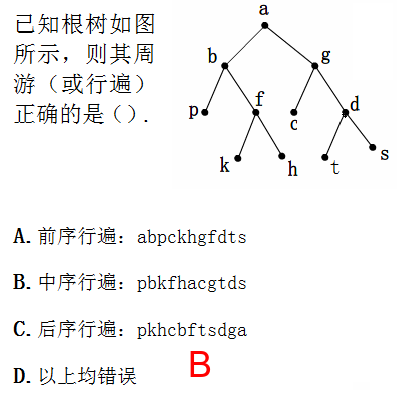 已知根树如图
所示，则其周
游（或行遍）
正确的是（）.
a
b
g
p
f
c
d
k
h
t
s
A. 前序行遍：abpckhgfdts
B. 中序行遍：pbkfhacgtds
C. 后序行遍：pkhcbftsdga
D. 以上均错误
B